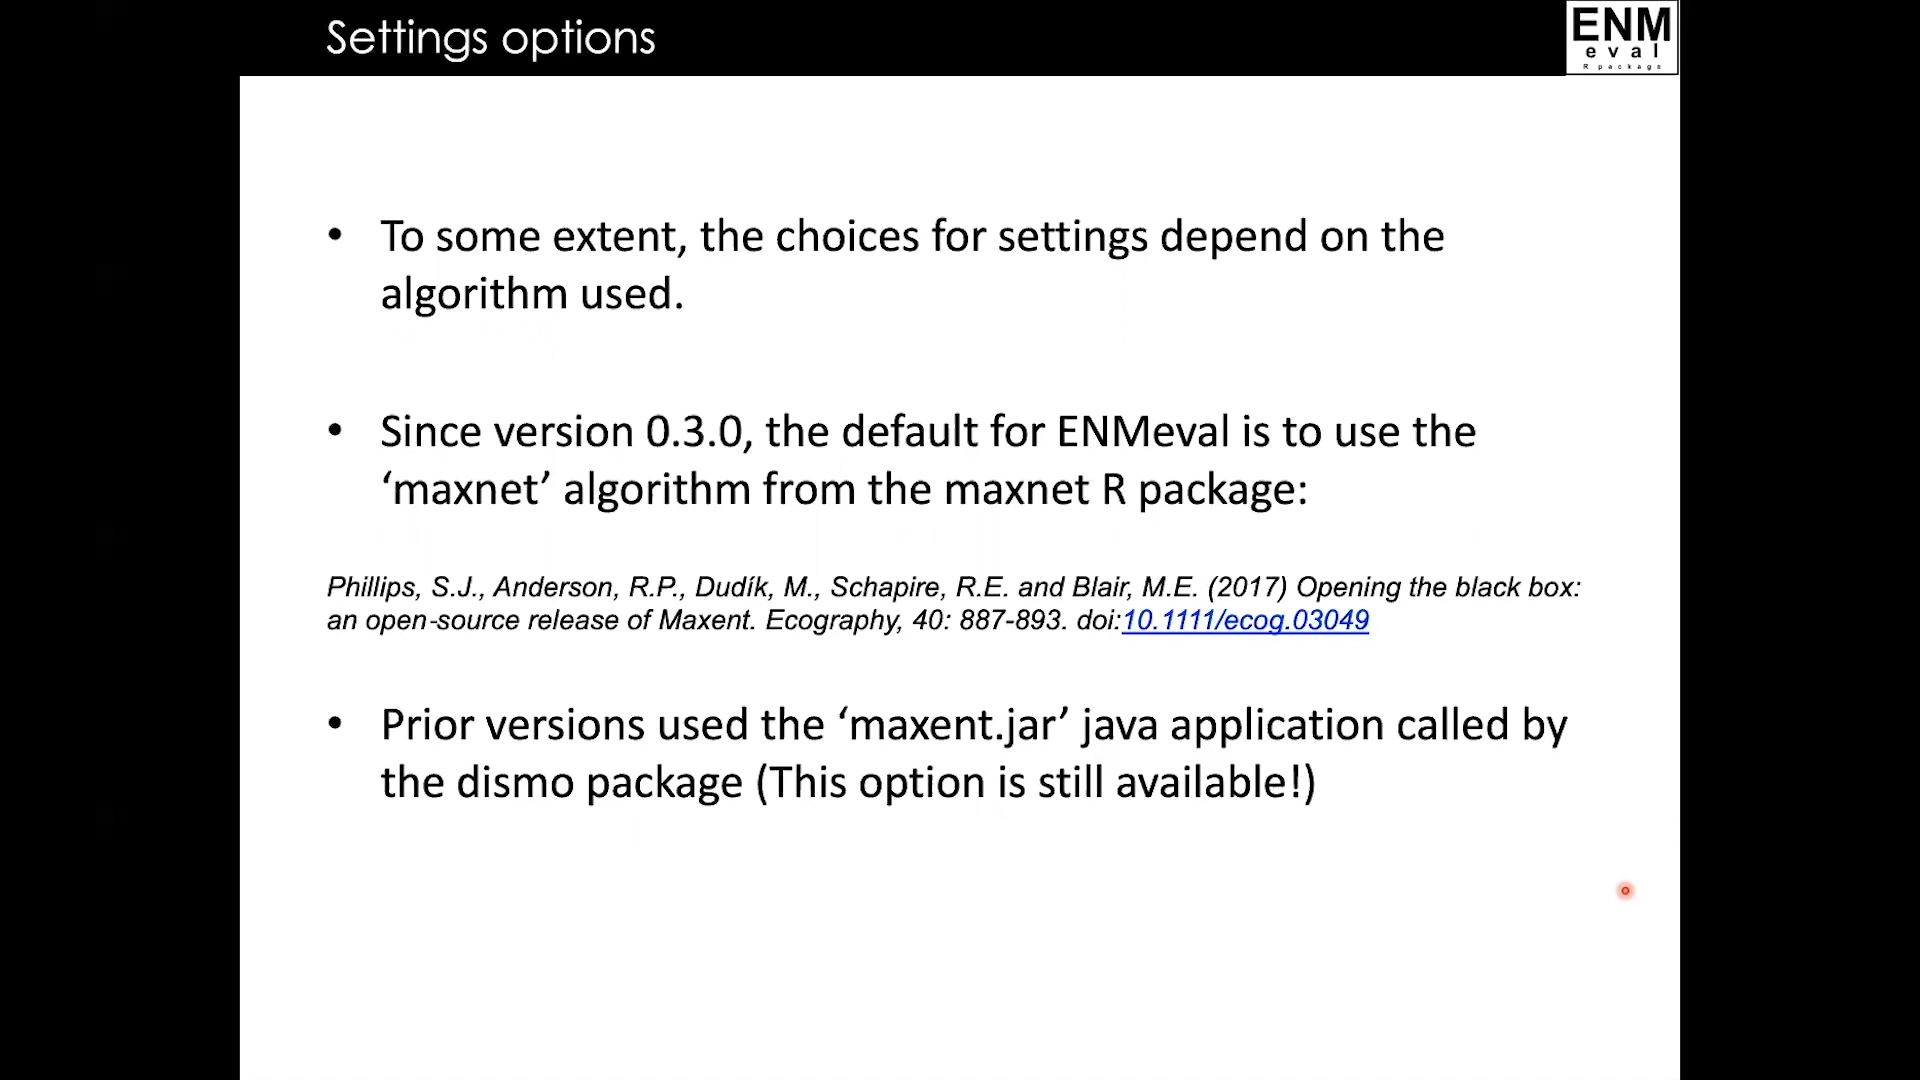 Settings options
ENM
eval
R package
• To some extent, the choices for settings depend on the
algorithm used.
• Since version 0.3.0, the default for ENMeval is to use the
‘maxnet’ algorithm from the maxnet R package:
Phillips, S.J., Anderson, R.P., Dudík, M., Schapire, R.E. and Blair, M.E. (2017) Opening the black box:
an open-source release of Maxent. Ecography, 40: 887-893. doi:10.1111/ecog.03049
• Prior versions used the ‘maxent.jar’ java application called by
the dismo package (This option is still available!)